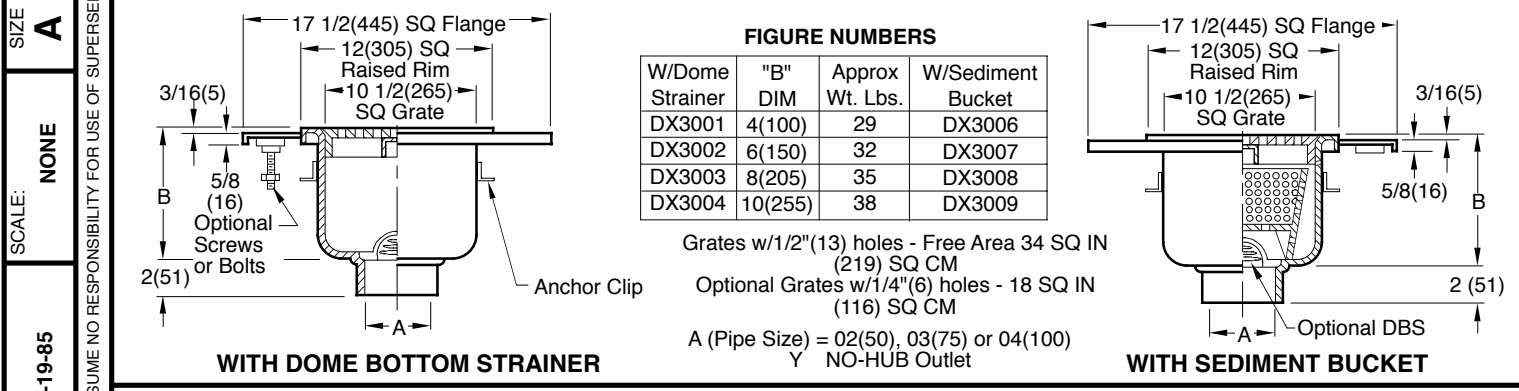 SIZE
A
SCALE:
NONE
-19-85
SUME NO RESPONSIBILITY FOR USE OF SUPERSE
17 1/2(445) SQ Flange
12(305) SQ
Raised Rim
10 1/2(265)
SQ Grate
3/16(5)
5/8
(16)
B
Optional
Screws
or Bolts
2(51)
A
Anchor Clip
WITH DOME BOTTOM STRAINER
FIGURE NUMBERS
W/Dome Strainer "B" DIM Approx Wt. Lbs. W/Sediment Bucket
DX3001 4(100) 29 DX3006
DX3002 6(150) 32 DX3007
DX3003 8(205) 35 DX3008
DX3004 10(255) 38 DX3009
Grates w/1/2"(13) holes - Free Area 34 SQ IN
(219) SQ CM
Optional Grates w/1/4"(6) holes - 18 SQ IN
(116) SQ CM
A (Pipe Size) = 02(50), 03(75) or 04(100)
Y NO-HUB Outlet
17 1/2(445) SQ Flange
12(305) SQ
Raised Rim
10 1/2(265)
SQ Grate
3/16(5)
5/8(16)
B
2 (51)
A
Optional DBS
WITH SEDIMENT BUCKET